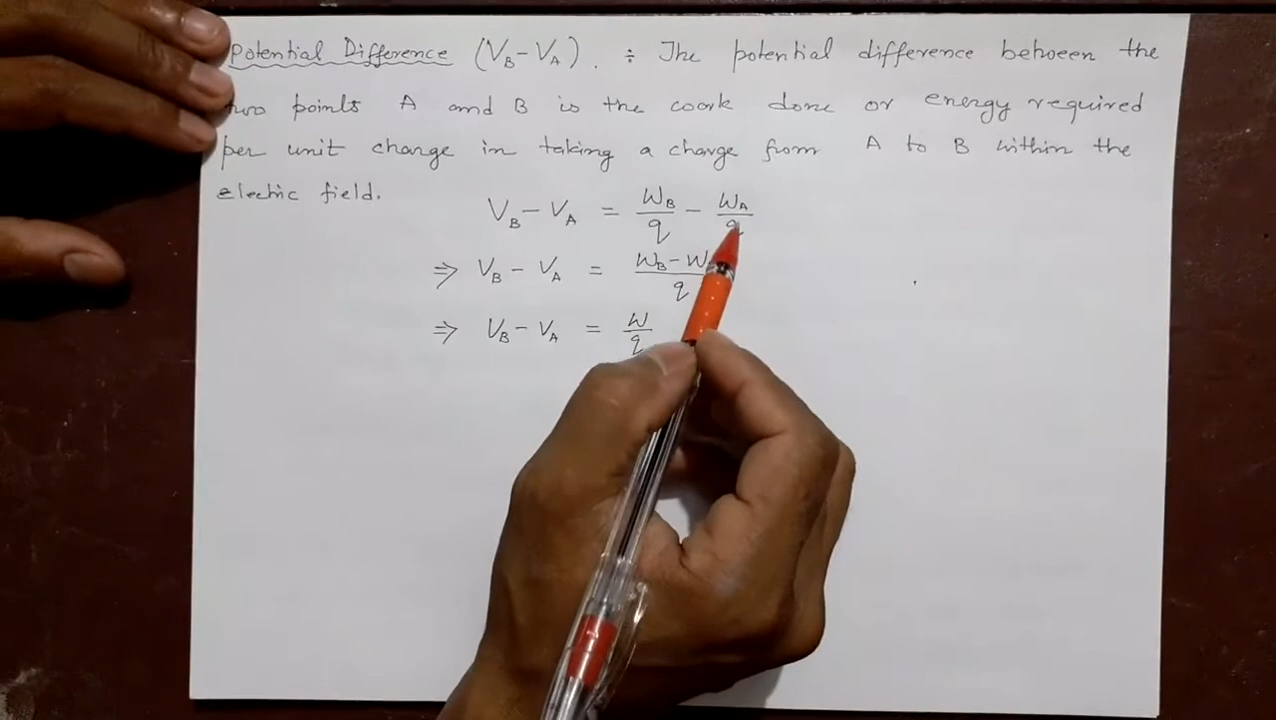 Potential Difference (V_B - V_A). ÷ The potential difference between the
two points A and B is the work done or energy required
per unit charge in taking a charge from A to B within the
electric field.
V_B - V_A = W_B/q - W_A/q
⇒ V_B - V_A = W_B - W/q
⇒ V_B - V_A = W/q